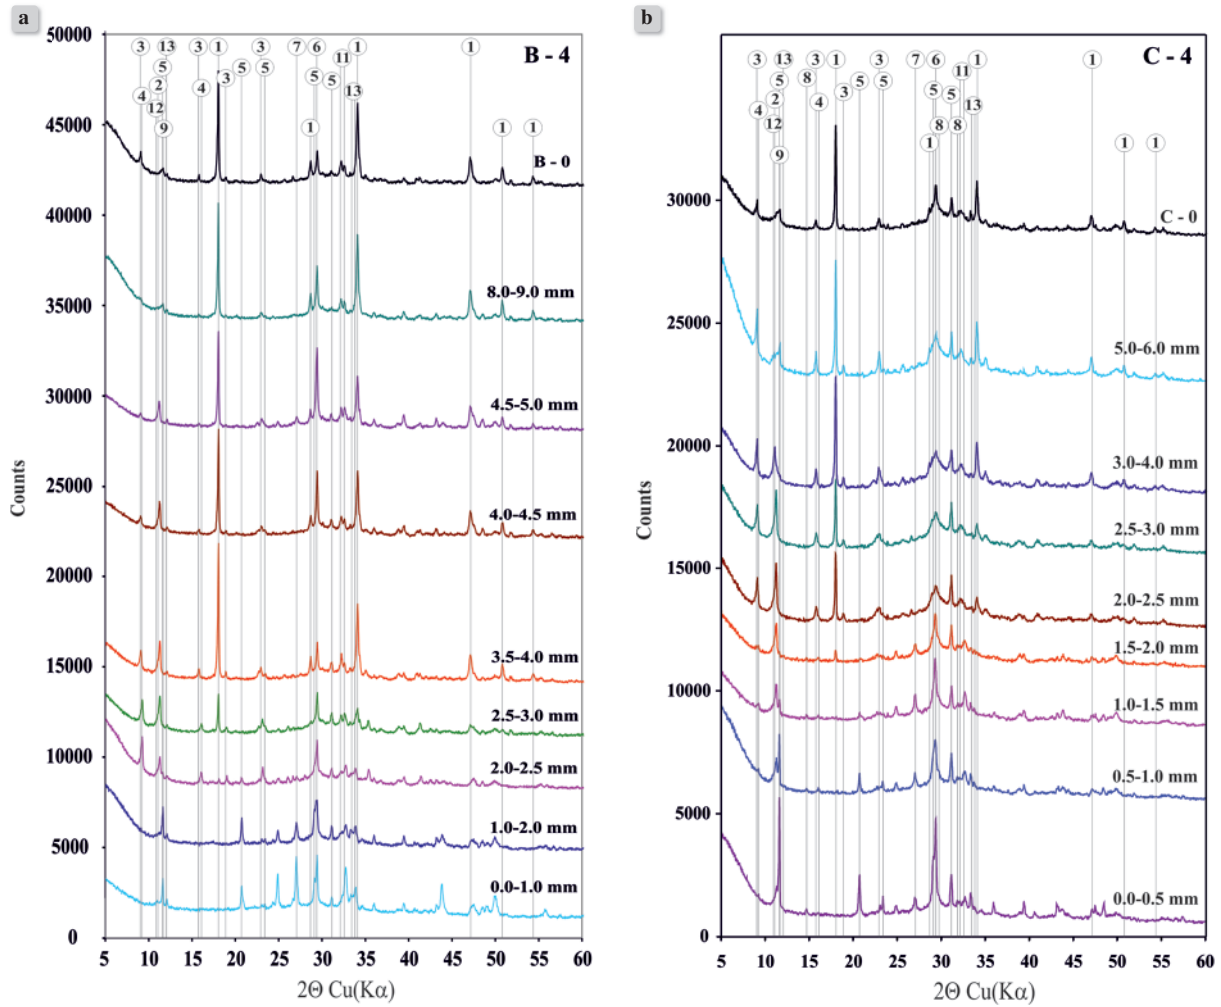 a
B - 4
3 13 3 1 3 7 6 11 1 1
5 3 5 5 5 5
4 2 4 13
12
9 1 1 1
50000
45000
40000
35000
30000
25000
20000
15000
10000
5000
0
Counts
B - 0
8.0-9.0 mm
4.5-5.0 mm
4.0-4.5 mm
3.5-4.0 mm
2.5-3.0 mm
2.0-2.5 mm
1.0-2.0 mm
0.0-1.0 mm
5 10 15 20 25 30 35 40 45 50 55 60
2Θ Cu(Kα)
b
C - 4
3 13 3 1 3 7 6 11 1 1
5 8 5 5
4 2 4 3 5 5 13
12 8 8
9 1 1 1
30000
25000
20000
15000
10000
5000
0
Counts
C - 0
5.0-6.0 mm
3.0-4.0 mm
2.5-3.0 mm
2.0-2.5 mm
1.5-2.0 mm
1.0-1.5 mm
0.5-1.0 mm
0.0-0.5 mm
5 10 15 20 25 30 35 40 45 50 55 60
2Θ Cu(Kα)